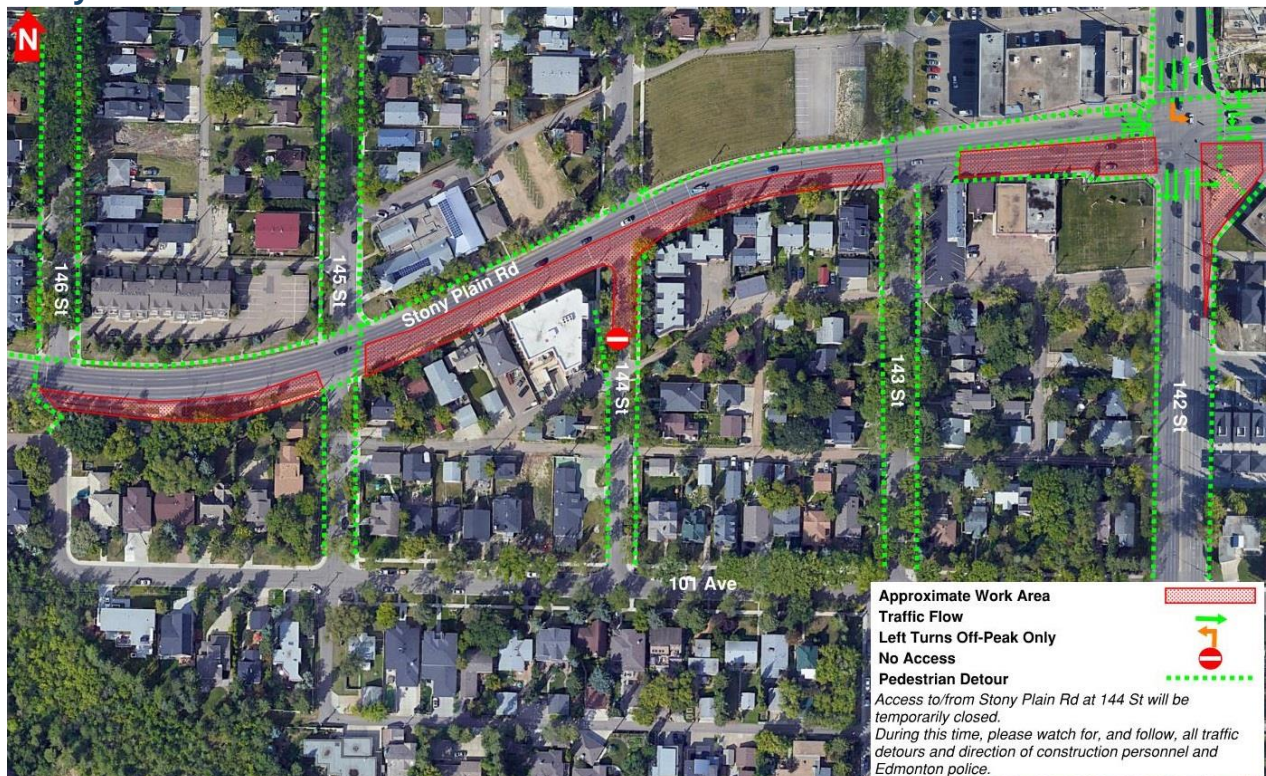 N
146 St
145 St
Stony Plain Rd
144 St
143 St
142 St
101 Ave
Approximate Work Area
Traffic Flow
Left Turns Off-Peak Only
No Access
Pedestrian Detour
Access to/from Stony Plain Rd at 144 St will be
temporarily closed.
During this time, please watch for, and follow, all traffic
detours and direction of construction personnel and
Edmonton police.